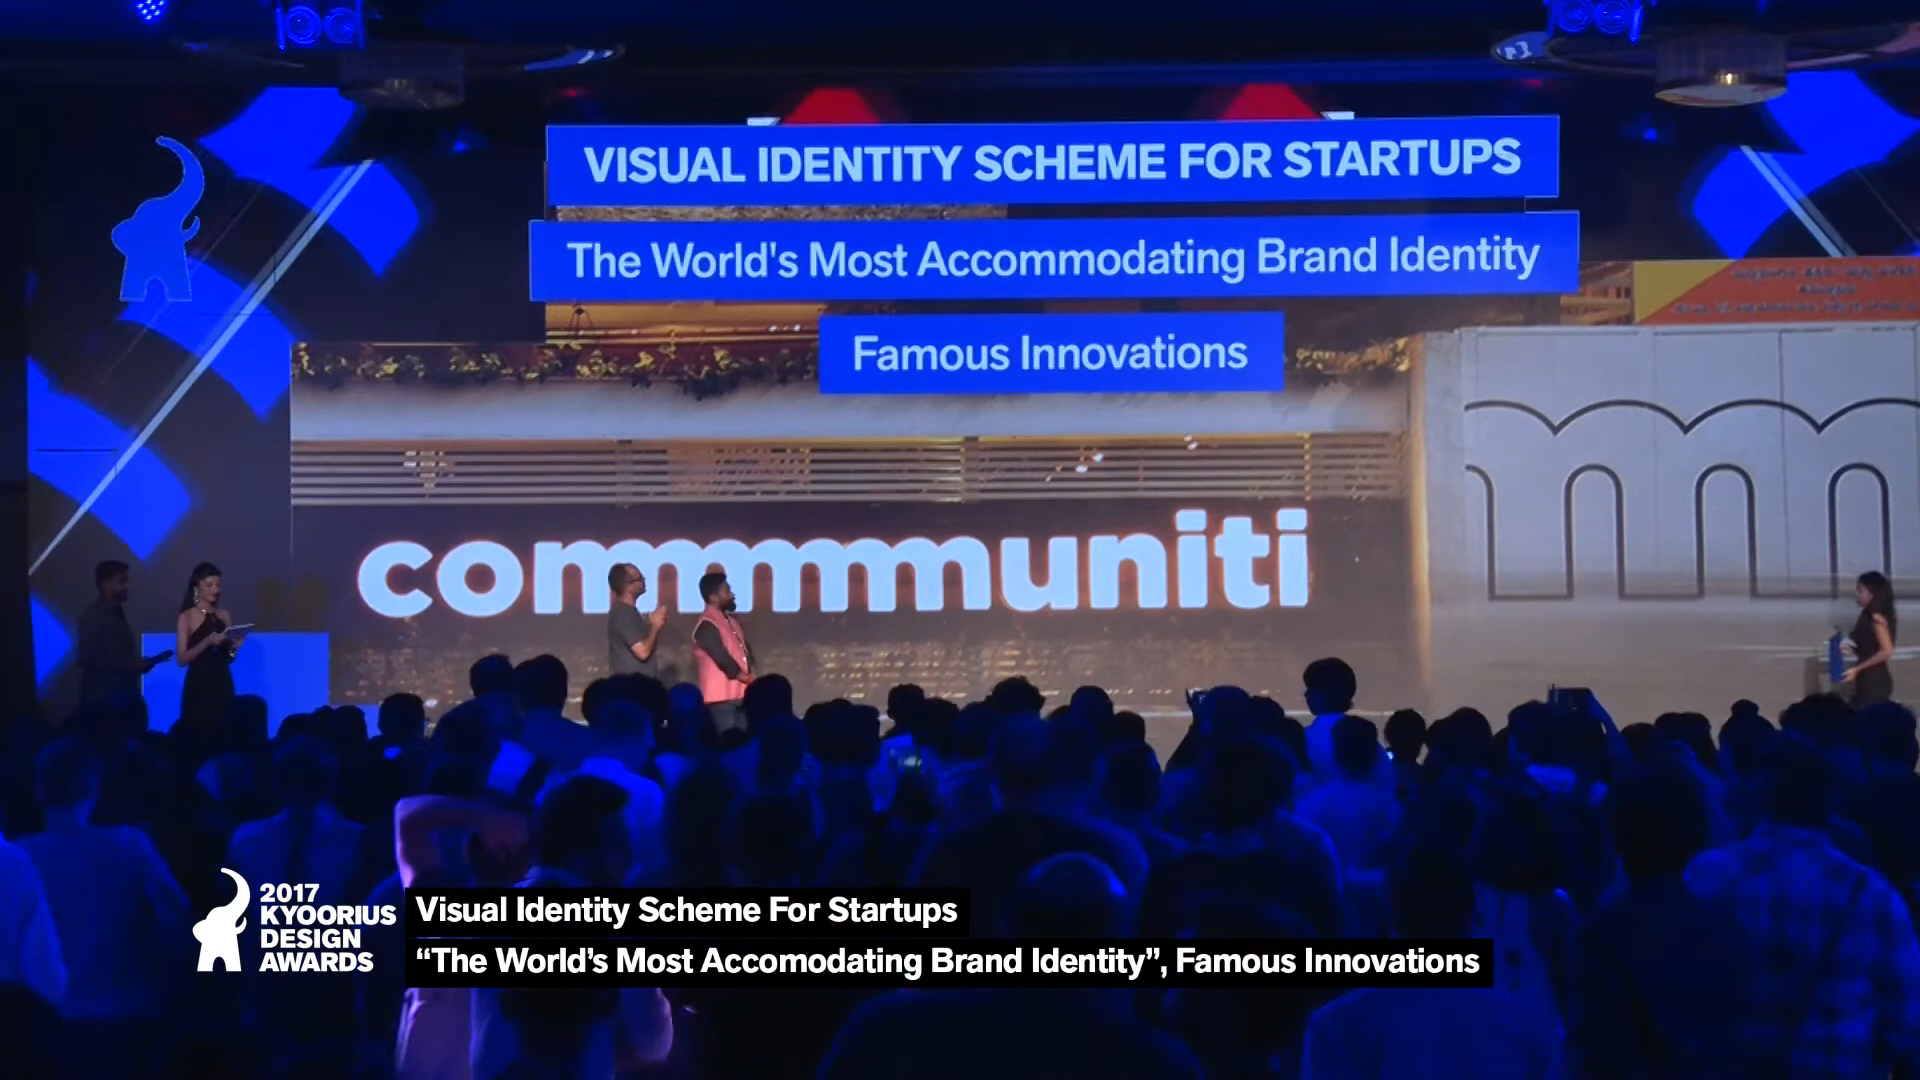 VISUAL IDENTITY SCHEME FOR STARTUPS
The World's Most Accommodating Brand Identity
Famous Innovations
commmmmuniti
2017
KYOORIUS
DESIGN
AWARDS
Visual Identity Scheme For Startups
“The World’s Most Accomodating Brand Identity”, Famous Innovations